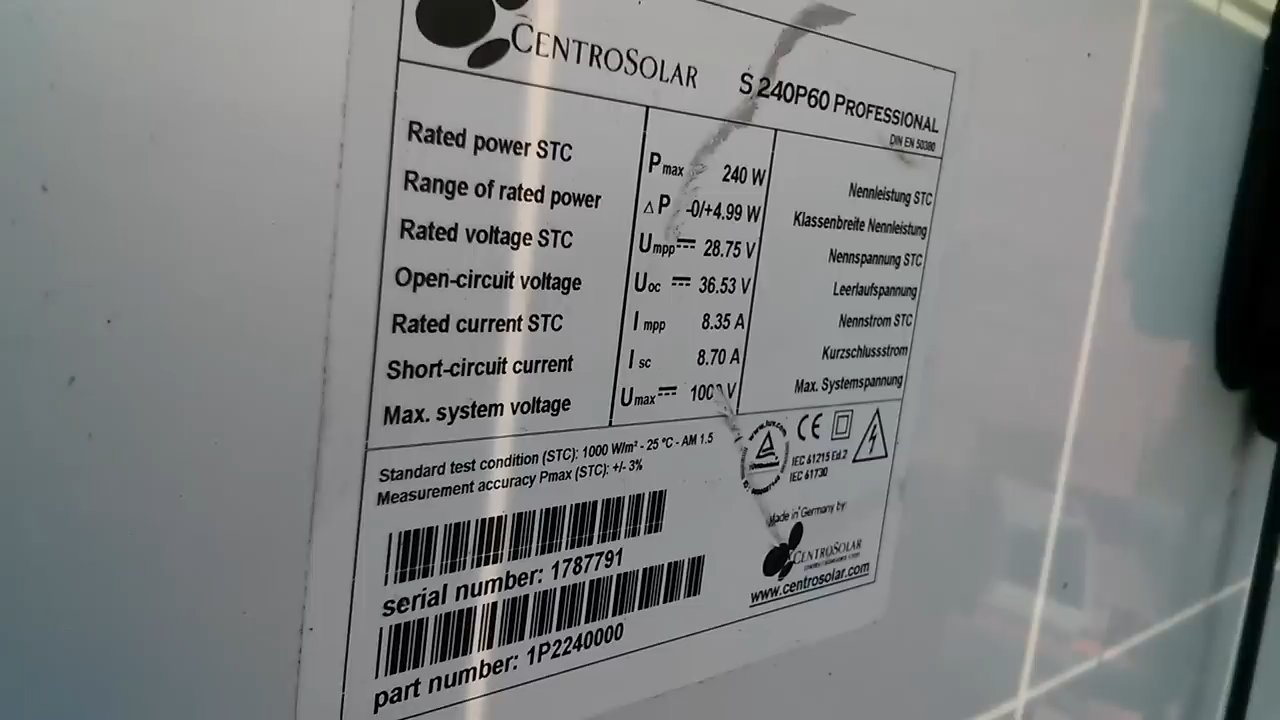 CENTROSOLAR S 240P60 PROFESSIONAL
DIN EN 50380
Rated power STC Pmax 240 W Nennleistung STC
Range of rated power △P -0/+4.99 W Klassenbreite Nennleistung
Rated voltage STC Umpp 28.75 V Nennspannung STC
Open-circuit voltage Uoc 36.53 V Leerlaufspannung
Rated current STC Impp 8.35 A Nennstrom STC
Short-circuit current Isc 8.70 A Kurzschlussstrom
Max. system voltage Umax V Max. Systemspannung
Standard test condition (STC): 1000 W/m² - 25 °C - AM 1.5
Measurement accuracy Pmax (STC): +/- 3%
CE
IEC 61215 Ed.2
IEC 61730
serial number: 1787791
part number: 1P2240000
Made in Germany by:
CENTROSOLAR
www.centrosolar.com